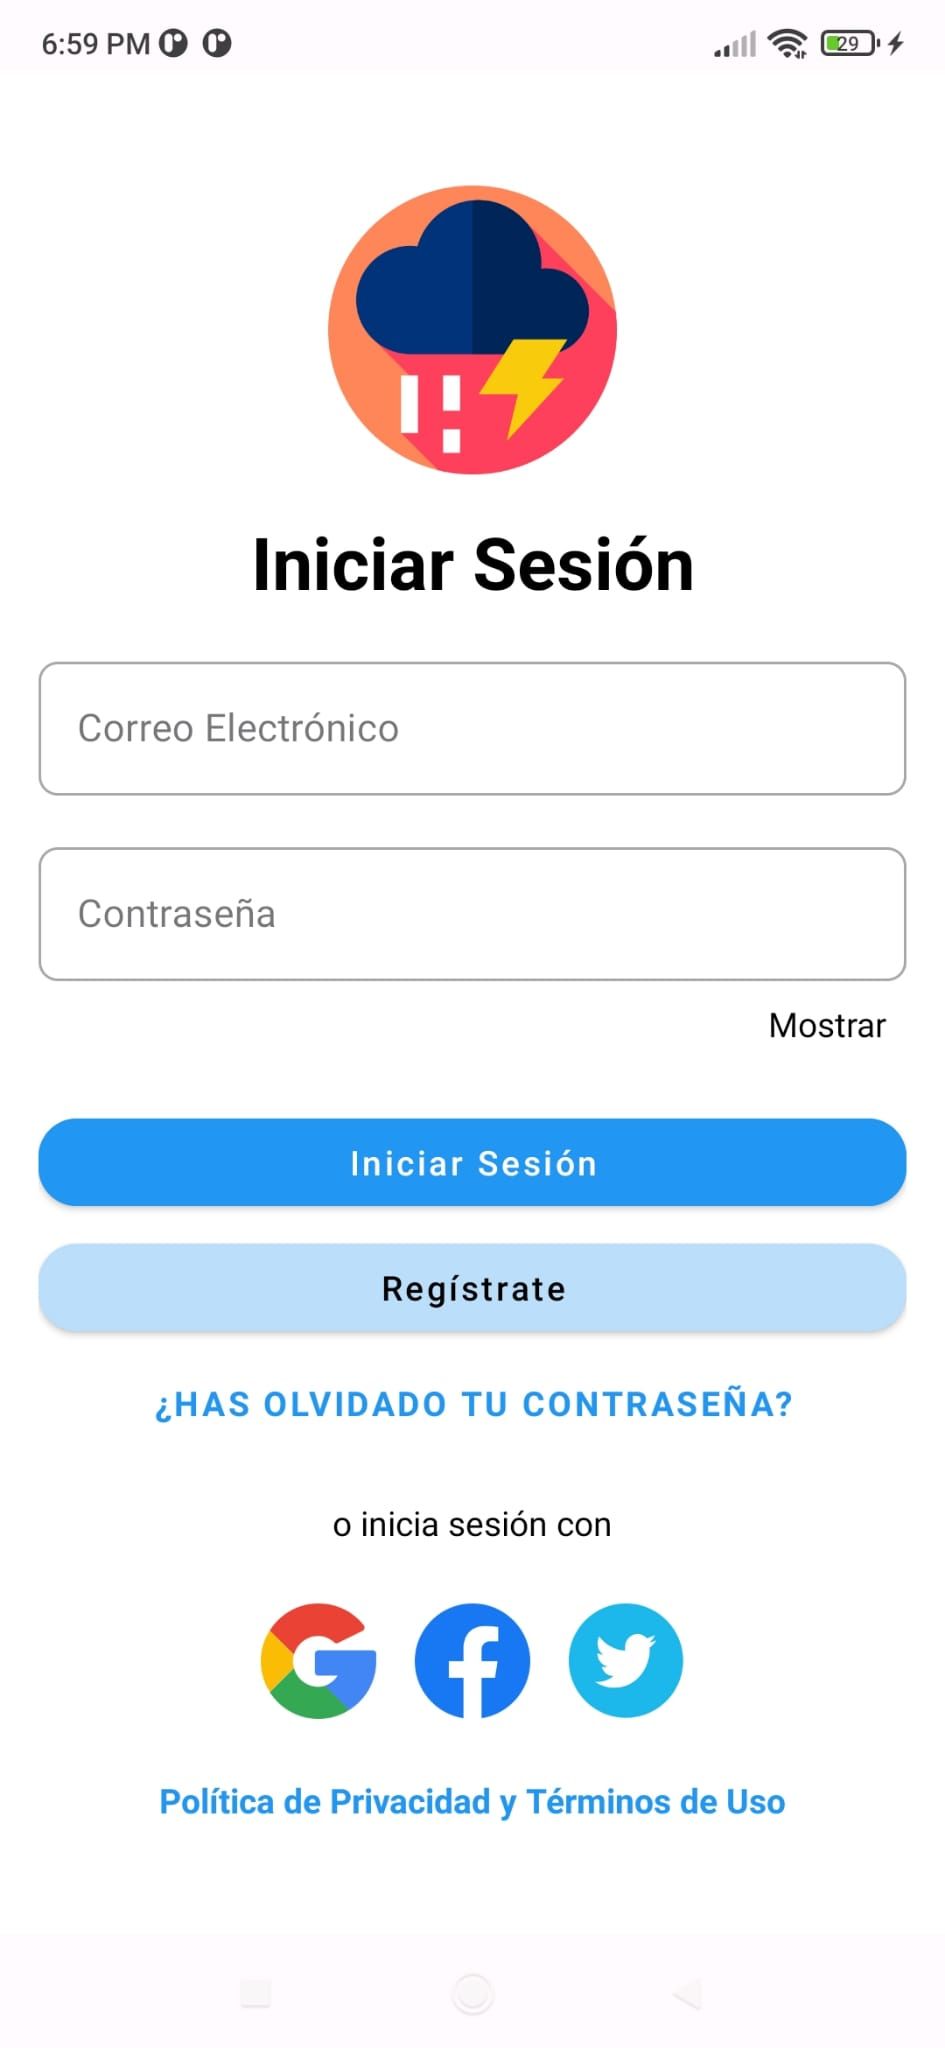 6:59 PM
29
Iniciar Sesión
Correo Electrónico
Contraseña
Mostrar
Iniciar Sesión
Regístrate
¿HAS OLVIDADO TU CONTRASEÑA?
o inicia sesión con
Política de Privacidad y Términos de Uso